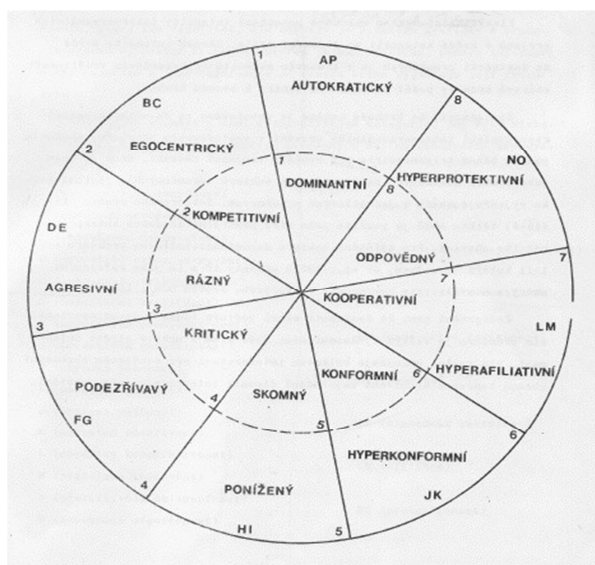 1
AP
AUTOKRATICKÝ
8
BC
EGOCENTRICKÝ
2
1
DOMINANTNÍ
8
HYPERPROTEKTIVNÍ
NO
2
KOMPETITIVNÍ
DE
RÁZNÝ
ODPOVĚDNÝ
7
7
AGRESIVNÍ
KOOPERATIVNÍ
3
3
KRITICKÝ
LM
KONFORMNÍ
6
HYPERAFILIATIVNÍ
PODEZŘÍVAVÝ
4
SKOMNÝ
FG
5
6
HYPERKONFORMNÍ
PONÍŽENÝ
4
JK
HI
5